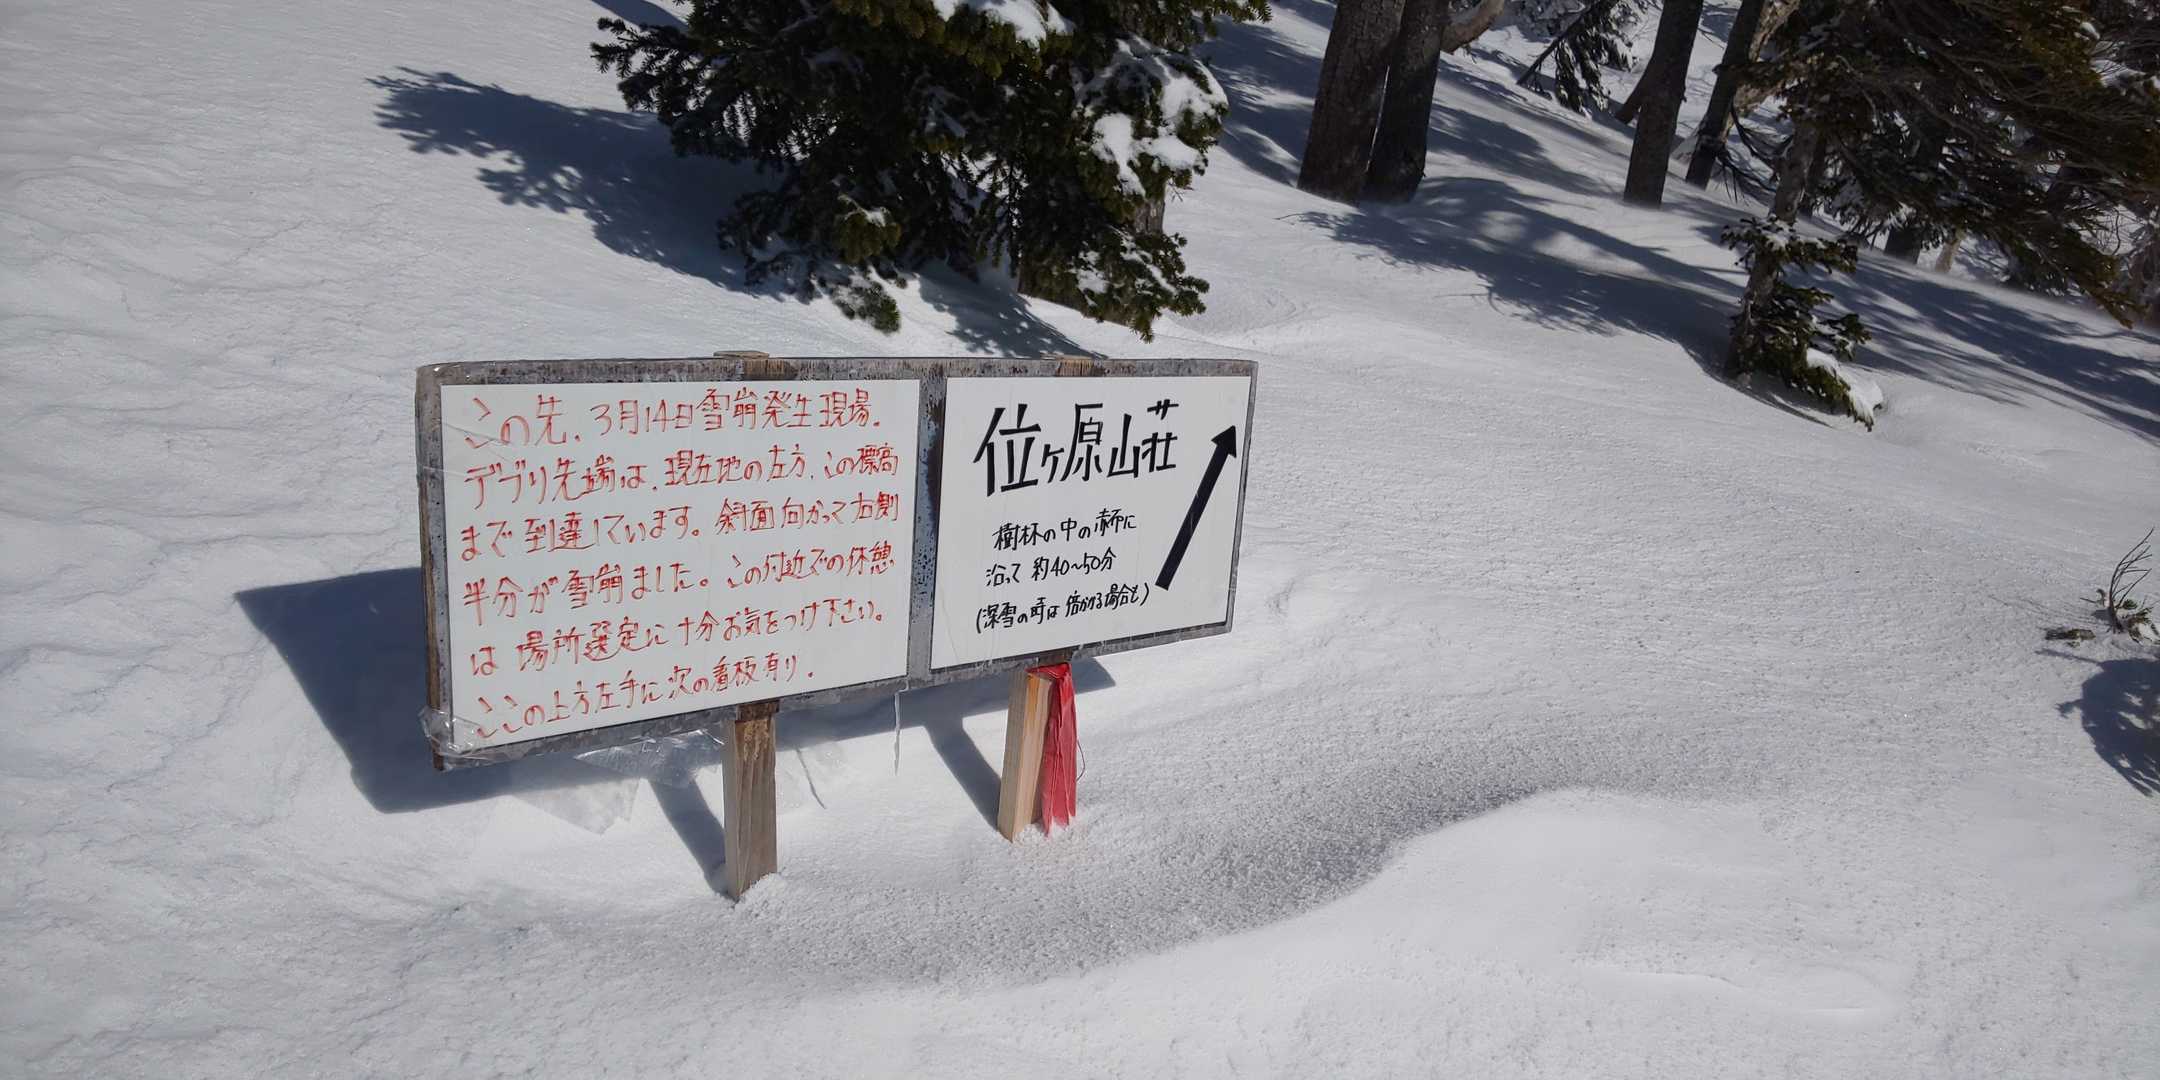 この先、3月14日雪崩発生現場。
デブリ先端は、現在地の左方、この標高
まで到達しています。斜面向かって右側
半分が雪崩ました。この付近での休憩
は場所選定に十分お気をつけ下さい。
ここの上方左手に次の看板有り.
位ヶ原山荘
樹林の中の赤布に
沿って約40~50分
(深雪の時は倍かかる場合も)